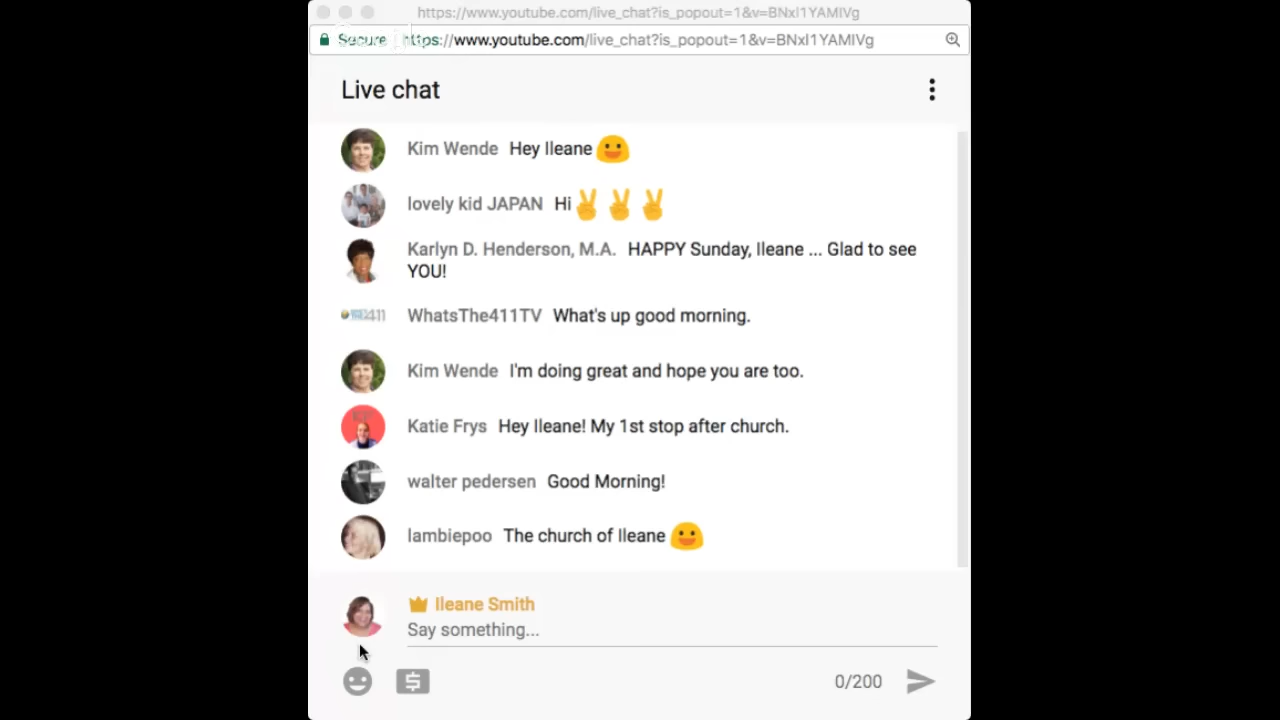 https://www.youtube.com/live_chat?is_popout=1&v=BNxI1YAMIVg
Secure https://www.youtube.com/live_chat?is_popout=1&v=BNxI1YAMIVg
Live chat
Kim Wende Hey Ileane
lovely kid JAPAN Hi
Karlyn D. Henderson, M.A. HAPPY Sunday, Ileane ... Glad to see
YOU!
WhatsThe411TV What's up good morning.
Kim Wende I'm doing great and hope you are too.
Katie Frys Hey Ileane! My 1st stop after church.
walter pedersen Good Morning!
lambiepoo The church of Ileane
Ileane Smith
Say something...
0/200